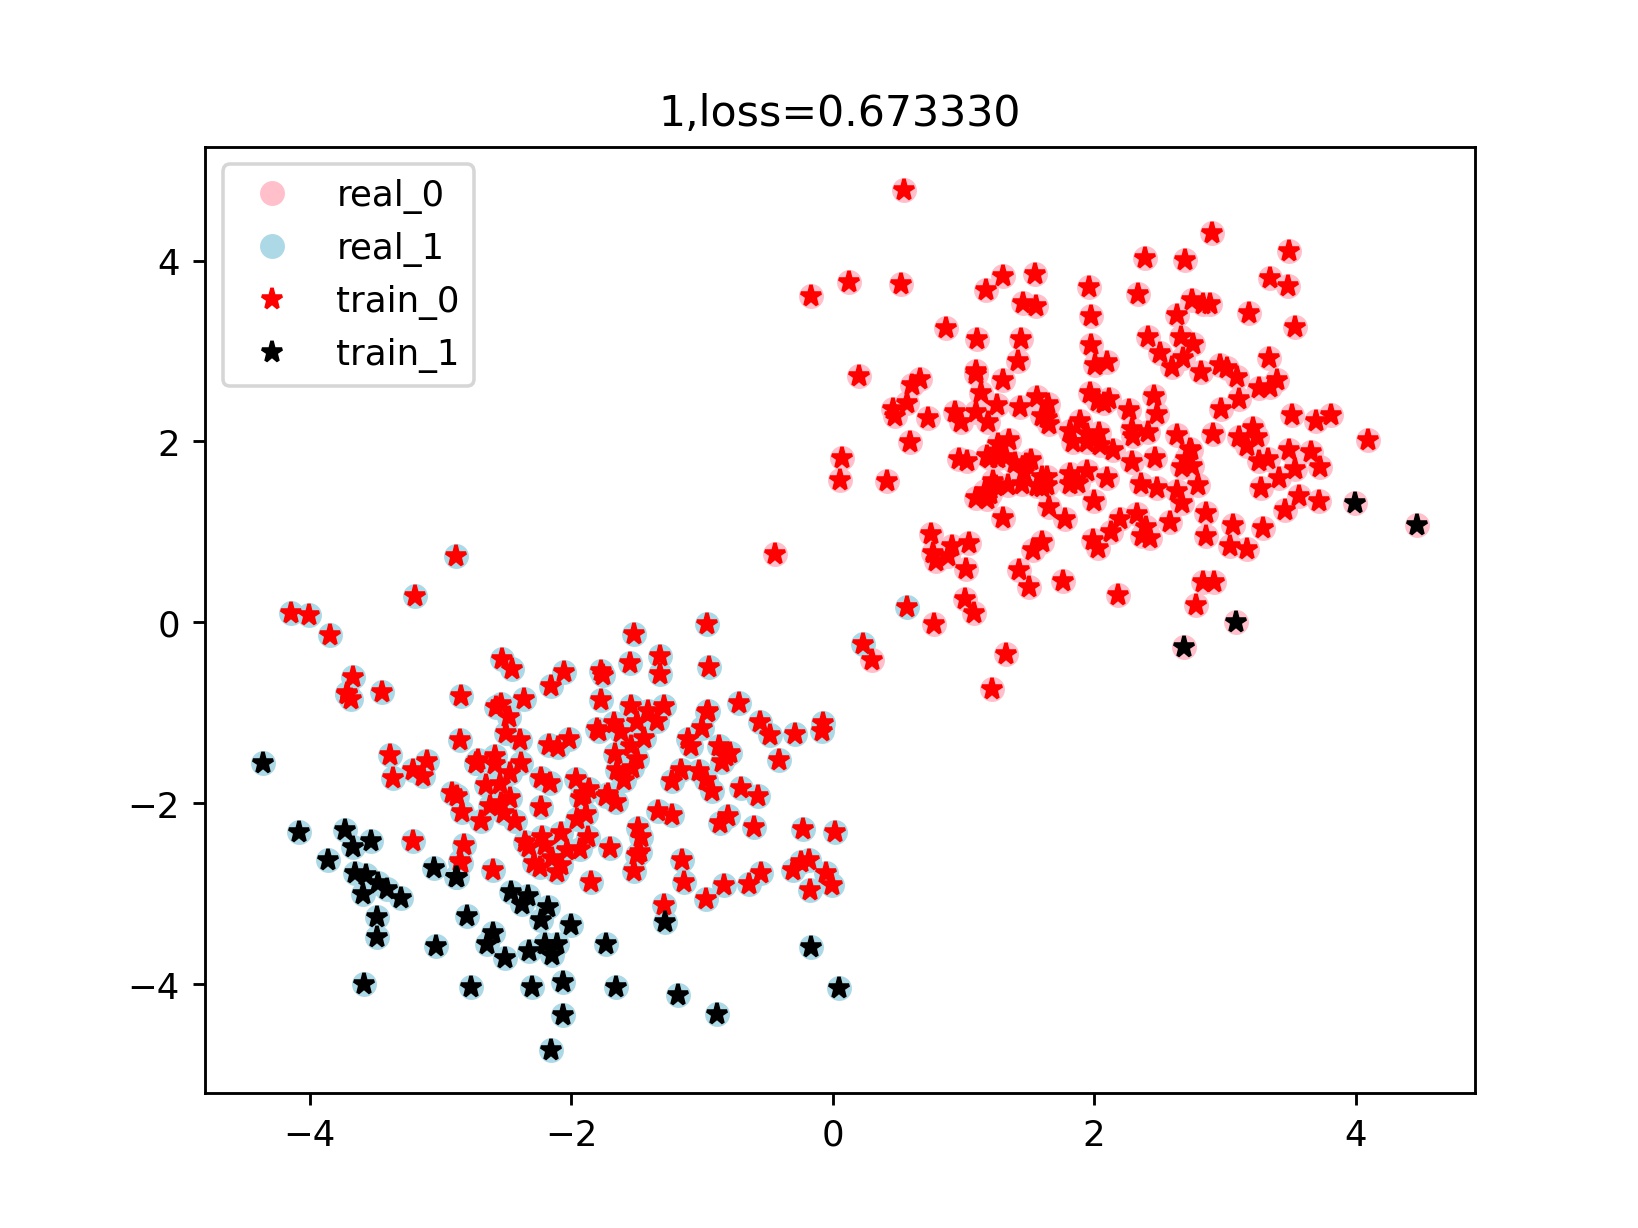 1,loss=0.673330
real_0
real_1
train_0
train_1
4
2
0
−2
−4
−4 −2 0 2 4